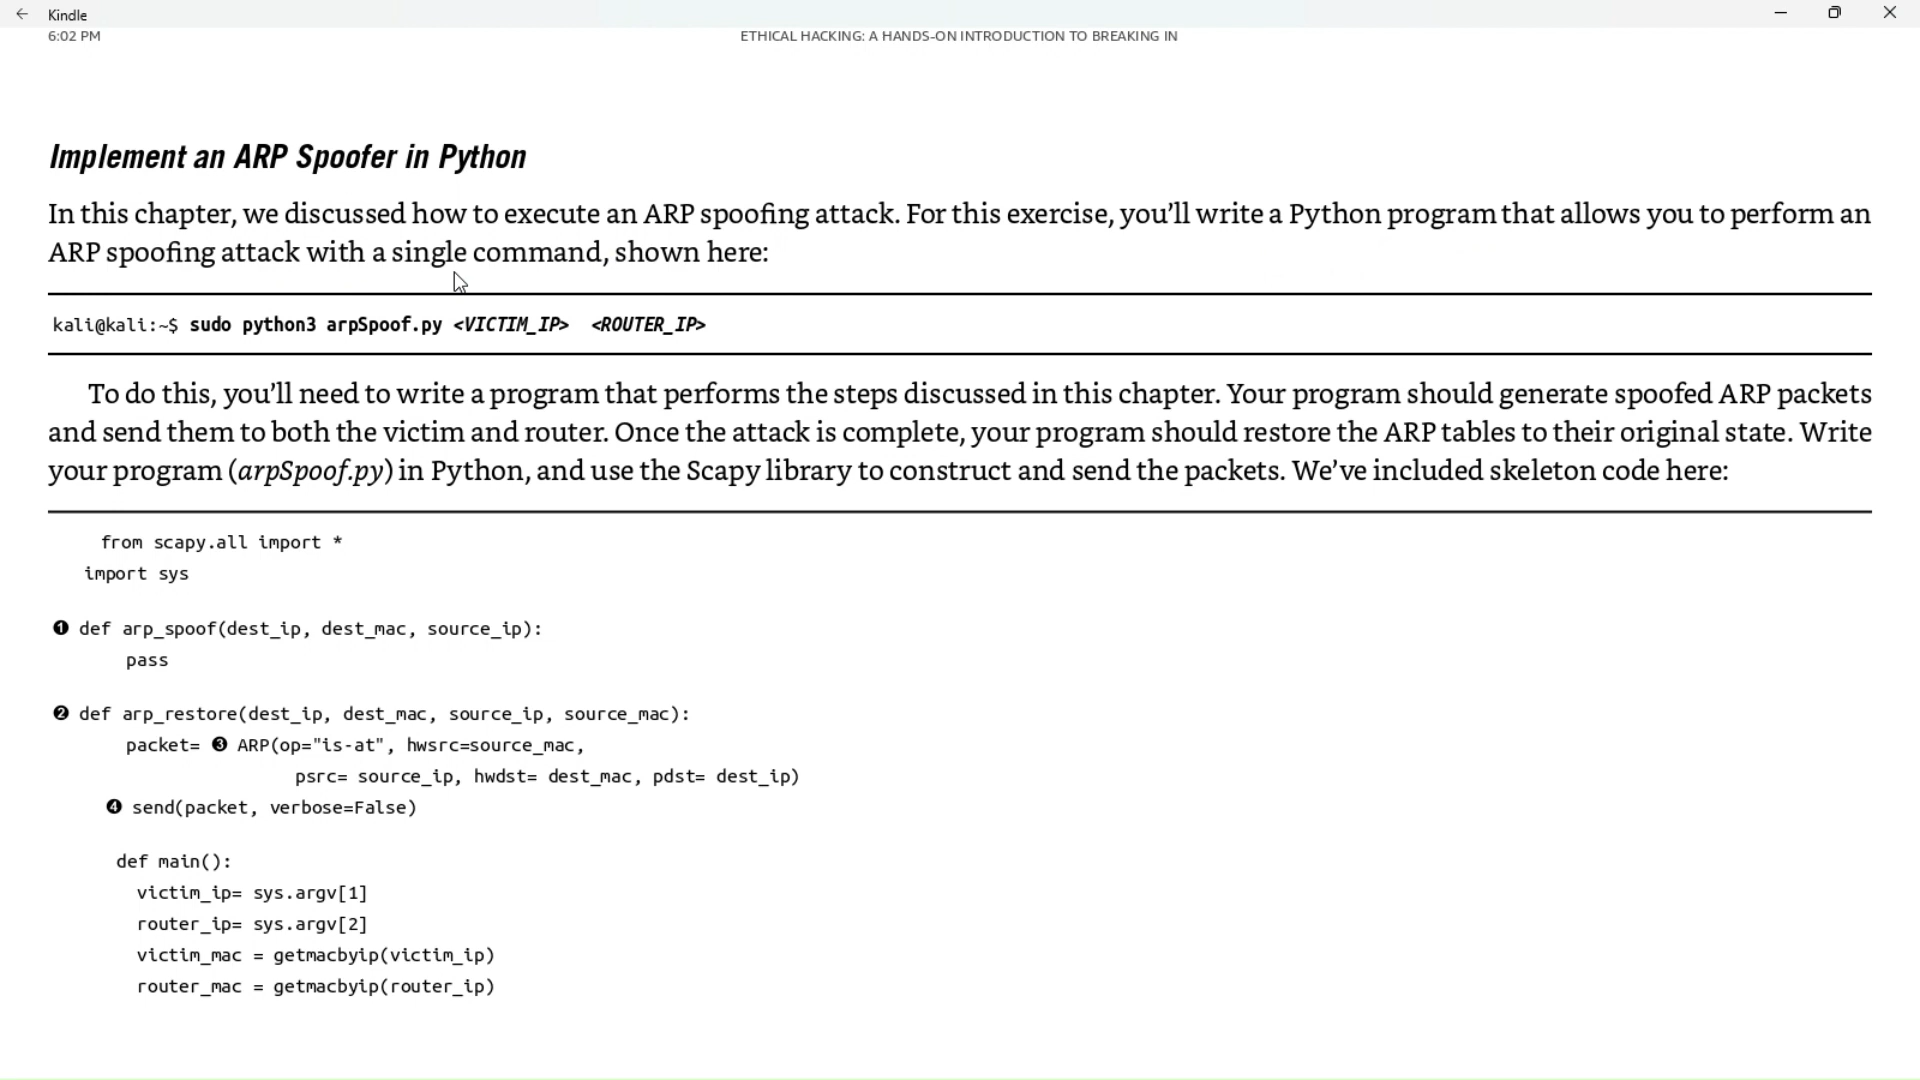 Kindle
6:02 PM
ETHICAL HACKING: A HANDS-ON INTRODUCTION TO BREAKING IN
Implement an ARP Spoofer in Python
In this chapter, we discussed how to execute an ARP spoofing attack. For this exercise, you’ll write a Python program that allows you to perform an
ARP spoofing attack with a single command, shown here:
kali@kali:~$ sudo python3 arpSpoof.py <VICTIM_IP>  <ROUTER_IP>
To do this, you’ll need to write a program that performs the steps discussed in this chapter. Your program should generate spoofed ARP packets
and send them to both the victim and router. Once the attack is complete, your program should restore the ARP tables to their original state. Write
your program (arpSpoof.py) in Python, and use the Scapy library to construct and send the packets. We’ve included skeleton code here:
from scapy.all import *
import sys
❶ def arp_spoof(dest_ip, dest_mac, source_ip):
pass
❷ def arp_restore(dest_ip, dest_mac, source_ip, source_mac):
packet= ❸ ARP(op="is-at", hwsrc=source_mac,
psrc= source_ip, hwdst= dest_mac, pdst= dest_ip)
❹ send(packet, verbose=False)
def main():
victim_ip= sys.argv[1]
router_ip= sys.argv[2]
victim_mac = getmacbyip(victim_ip)
router_mac = getmacbyip(router_ip)